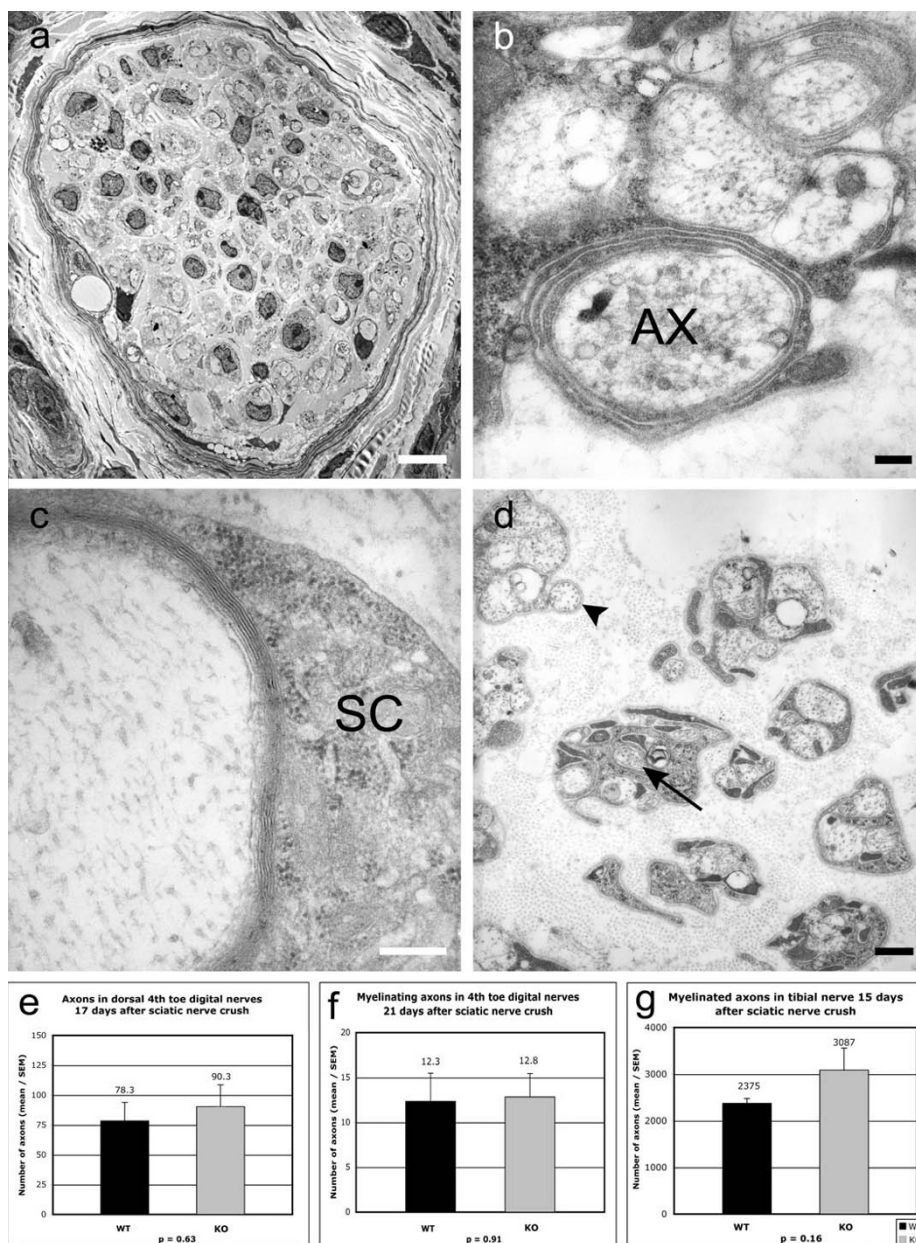 a
b
AX
c
SC
d
e
Axons in dorsal 4th toe digital nerves
17 days after sciatic nerve crush
Number of axons (mean / SEM)
150
125
100
75
50
25
0
78.3
90.3
WT
KO
p = 0.63
f
Myelinating axons in 4th toe digital nerves
21 days after sciatic nerve crush
Number of axons (mean / SEM)
20
15
10
5
0
12.3
12.8
WT
KO
p = 0.91
g
Myelinated axons in tibial nerve 15 days
after sciatic nerve crush
Number of axons (mean / SEM)
4000
3000
2000
1000
0
2375
3087
WT
KO
p = 0.16